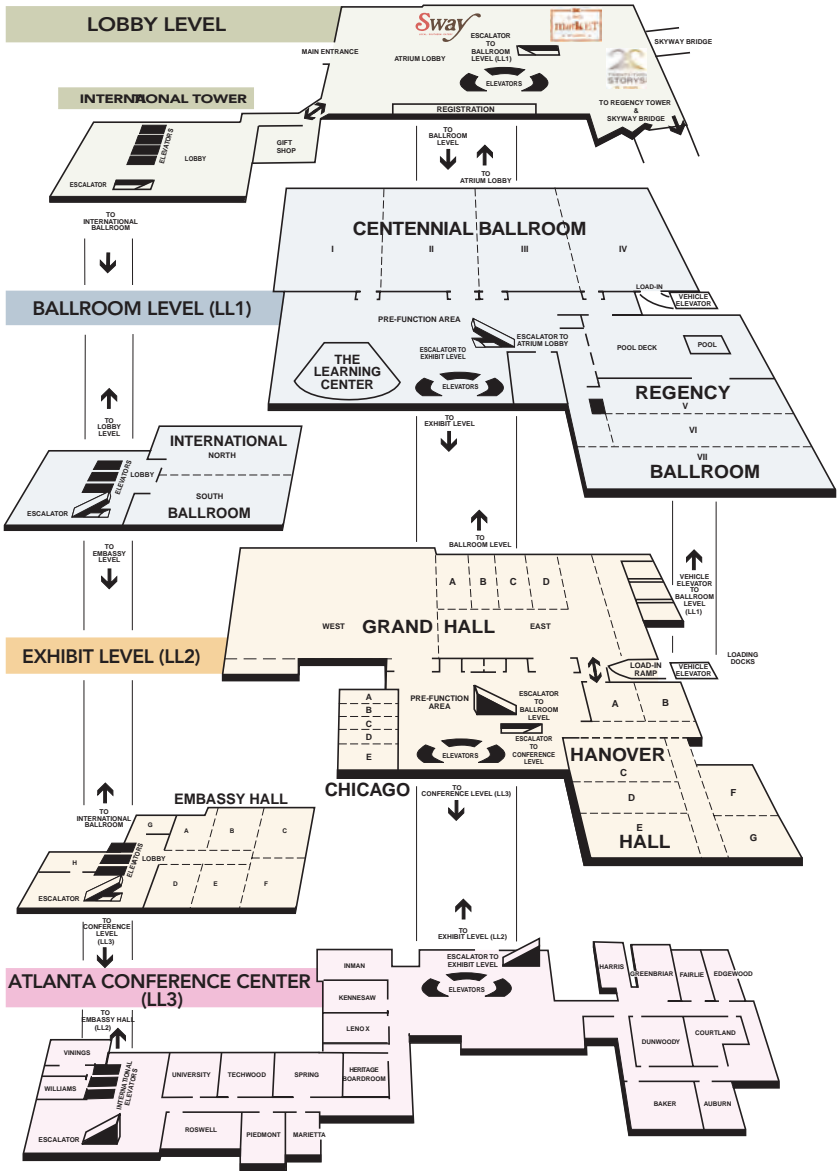 LOBBY LEVEL
Sway
MARKET
ESCALATOR
TO
BALLROOM
LEVEL (LL1)
SKYWAY BRIDGE
MAIN ENTRANCE
ATRIUM LOBBY
ELEVATORS
STORYS
INTERNATIONAL TOWER
REGISTRATION
TO REGENCY TOWER
&
SKYWAY BRIDGE
ELEVATORS
LOBBY
GIFT
SHOP
ESCALATOR
TO
BALLROOM
LEVEL
TO
ATRIUM LOBBY
TO
INTERNATIONAL
BALLROOM
CENTENNIAL BALLROOM
I
II
III
IV
BALLROOM LEVEL (LL1)
LOAD-IN
VEHICLE
ELEVATOR
PRE-FUNCTION AREA
ESCALATOR TO
ATRIUM LOBBY
ESCALATOR TO
EXHIBIT LEVEL
POOL DECK
POOL
THE
LEARNING
CENTER
ELEVATORS
REGENCY
V
VI
VII
BALLROOM
TO
LOBBY
LEVEL
TO
EXHIBIT LEVEL
INTERNATIONAL
NORTH
LOBBY
ELEVATORS
SOUTH
BALLROOM
ESCALATOR
TO
EMBASSY
LEVEL
TO
BALLROOM LEVEL
VEHICLE
ELEVATOR
TO
BALLROOM
LEVEL
(LL1)
A
B
C
D
WEST
GRAND HALL
EAST
EXHIBIT LEVEL (LL2)
LOADING
DOCKS
LOAD-IN
RAMP
VEHICLE
ELEVATOR
A
B
C
D
E
CHICAGO
PRE-FUNCTION
AREA
ESCALATOR
TO
BALLROOM
LEVEL
ESCALATOR
TO
CONFERENCE
LEVEL
ELEVATORS
A
B
HANOVER
C
D
E
HALL
F
G
TO
CONFERENCE LEVEL (LL3)
TO
INTERNATIONAL
BALLROOM
EMBASSY HALL
G
A
B
C
H
LOBBY
ELEVATORS
D
E
F
ESCALATOR
TO
CONFERENCE
LEVEL
(LL3)
TO
EXHIBIT LEVEL (LL2)
ATLANTA CONFERENCE CENTER
(LL3)
INMAN
KENNESAW
LENOX
HERITAGE
BOARDROOM
ESCALATOR TO
EXHIBIT LEVEL
ELEVATORS
HARRIS
GREENBRIAR
FAIRLIE
EDGEWOOD
DUNWOODY
COURTLAND
BAKER
AUBURN
TO
EMBASSY HALL
(LL2)
VININGS
WILLIAMS
INTERNATIONAL
ELEVATORS
UNIVERSITY
TECHWOOD
SPRING
ROSWELL
PIEDMONT
MARIETTA
ESCALATOR